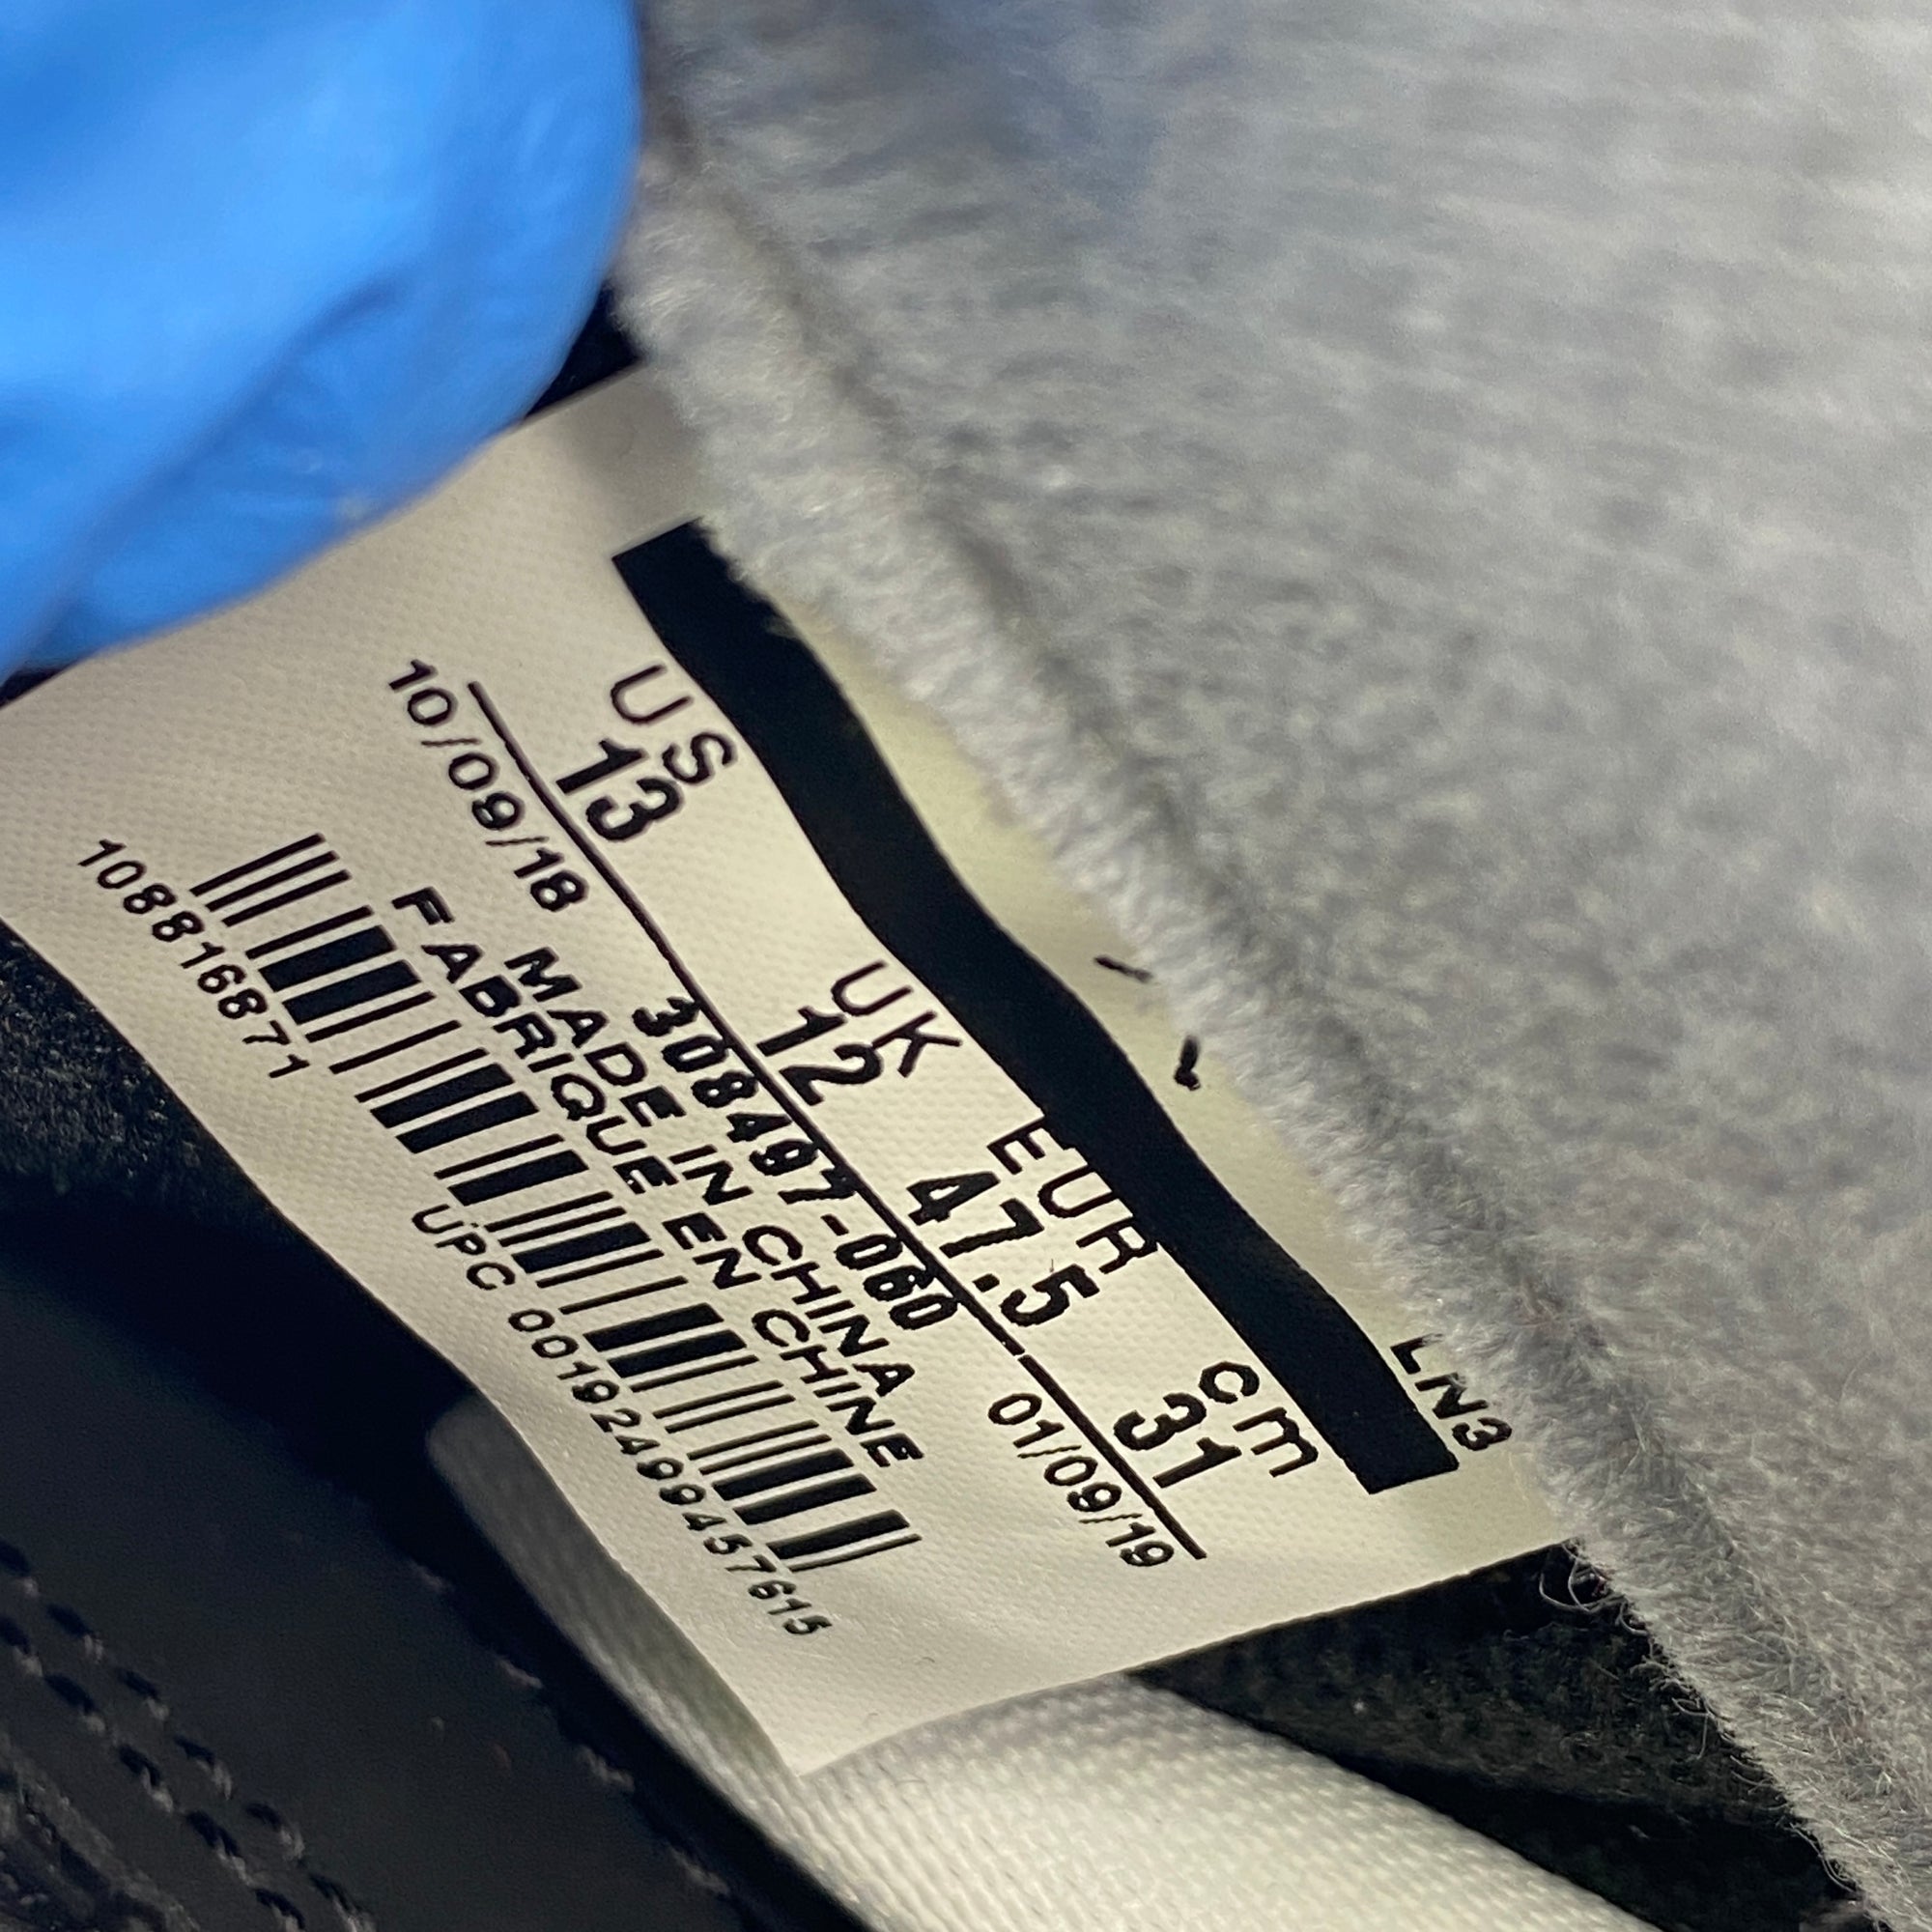 LN3
US UK EUR cm
13 12 47.5 31
10/09/18 01/09/19
308497-060
MADE IN CHINA
FABRIQUE EN CHINE
1088816871
UPC 00192499457615